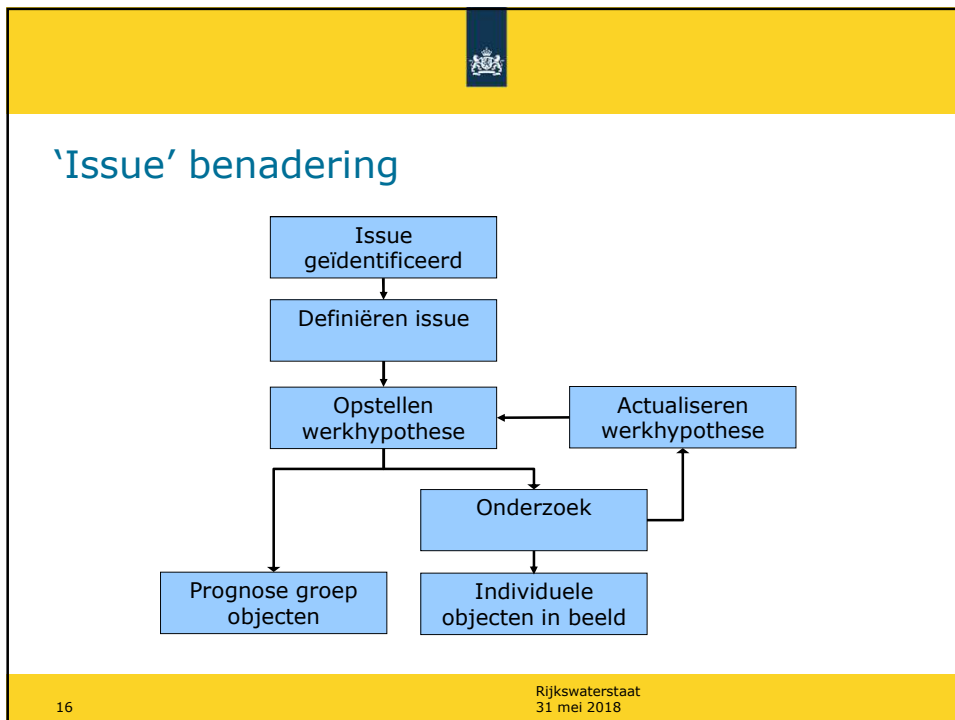 ‘Issue’ benadering
Issue
geïdentificeerd
Definiëren issue
Opstellen
werkhypothese
Actualiseren
werkhypothese
Onderzoek
Prognose groep
objecten
Individuele
objecten in beeld
16
Rijkswaterstaat
31 mei 2018